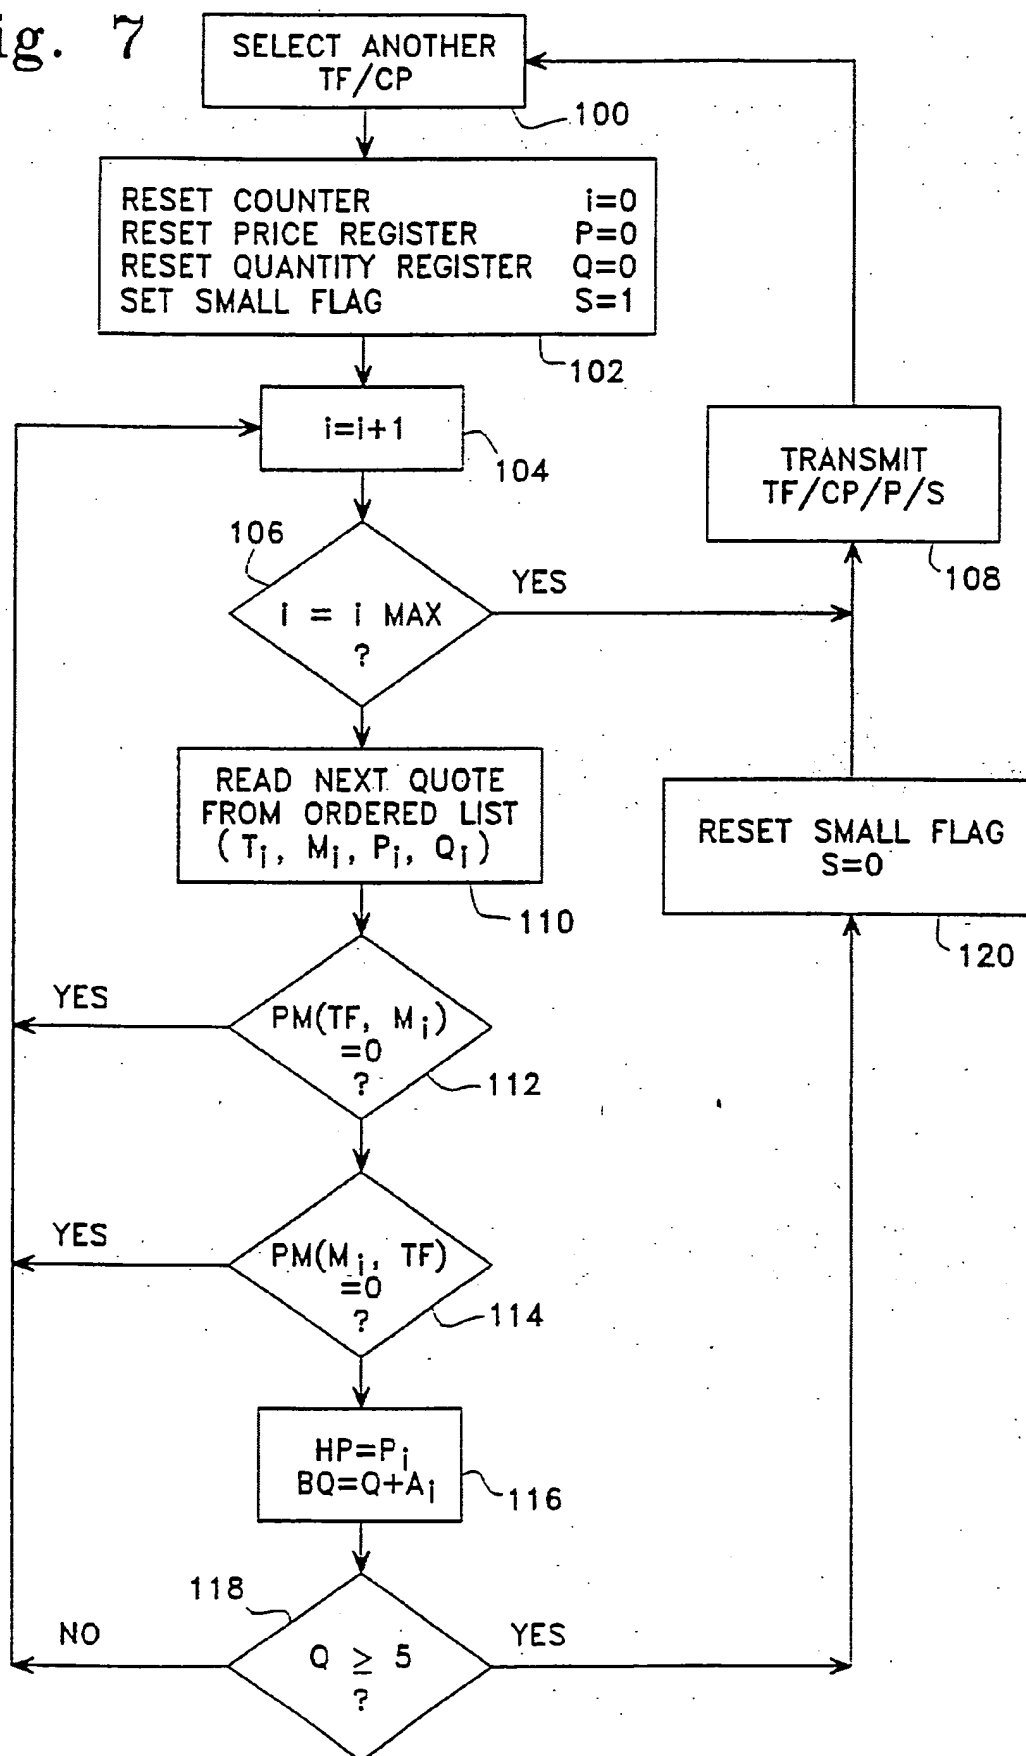 ig. 7
SELECT ANOTHER
TF/CP
100
RESET COUNTER i=0
RESET PRICE REGISTER P=0
RESET QUANTITY REGISTER Q=0
SET SMALL FLAG S=1
102
i=i+1
104
TRANSMIT
TF/CP/P/S
108
106
i = i MAX
?
YES
READ NEXT QUOTE
FROM ORDERED LIST
(Ti, Mi, Pi, Qi)
110
RESET SMALL FLAG
S=0
120
YES
PM(TF, Mi)
=0
?
112
YES
PM(Mi, TF)
=0
?
114
HP=Pi
BQ=Q+Ai
116
118
NO
Q ≥ 5
?
YES